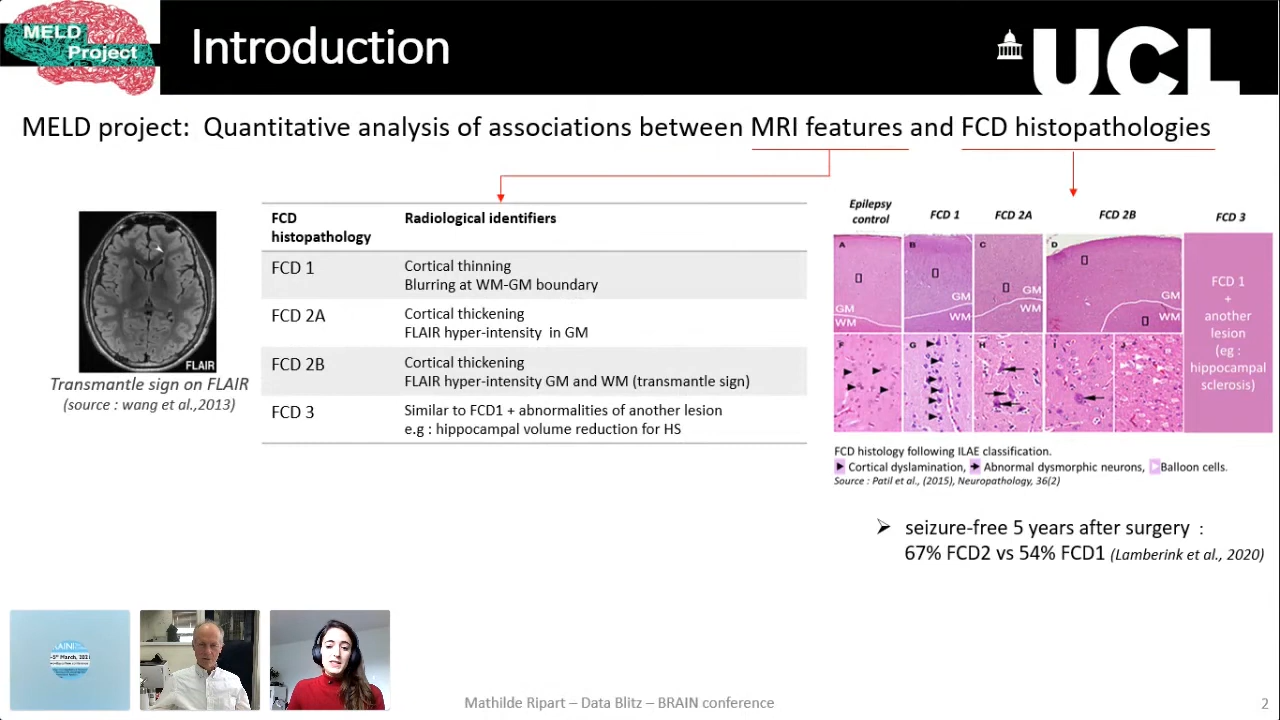 MELD
Project
Introduction
UCL
MELD project: Quantitative analysis of associations between MRI features and FCD histopathologies
FLAIR
Transmantle sign on FLAIR
(source : wang et al.,2013)
FCD histopathology
Radiological identifiers
FCD 1
Cortical thinning
Blurring at WM-GM boundary
FCD 2A
Cortical thickening
FLAIR hyper-intensity in GM
FCD 2B
Cortical thickening
FLAIR hyper-intensity GM and WM (transmantle sign)
FCD 3
Similar to FCD1 + abnormalities of another lesion
e.g : hippocampal volume reduction for HS
Epilepsy control
FCD 1
FCD 2A
FCD 2B
FCD 3
A
B
C
D
GM
WM
GM
WM
GM
WM
GM
WM
F
G
H
I
J
FCD 1
+
another
lesion
(eg :
hippocampal
sclerosis)
FCD histology following ILAE classification.
Cortical dyslamination, Abnormal dysmorphic neurons, Balloon cells.
Source : Patil et al., (2015), Neuropathology, 36(2)
➢ seizure-free 5 years after surgery :
67% FCD2 vs 54% FCD1 (Lamberink et al., 2020)
Mathilde Ripart – Data Blitz – BRAIN conference
2